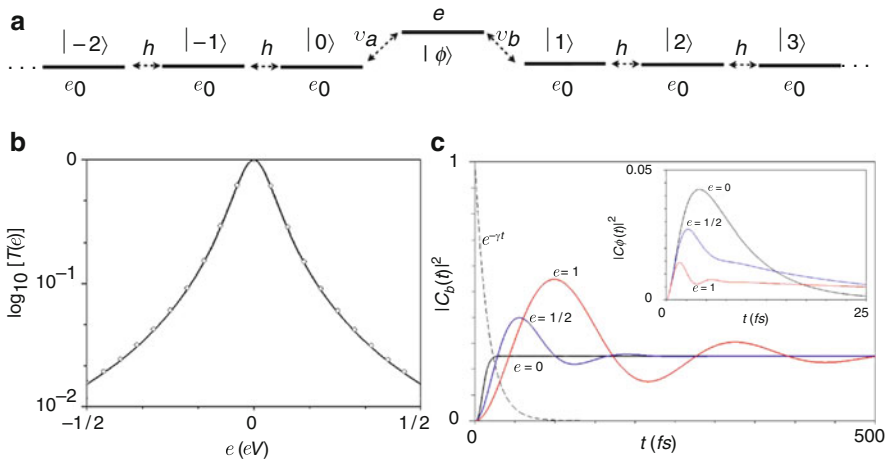 a
e
|−2⟩ h |−1⟩ h |0⟩ νa |ϕ⟩ νb |1⟩ h |2⟩ h |3⟩
· · · e0 e0 e0 e0 e0 e0 · · ·
b
0
10⁻¹
10⁻²
log10 [T(e)]
−1/2 0 1/2
e (eV)
c
1
0
|Cb(t)|²
e^−γt
e = 1
e = 1/2
e = 0
0 500
t (fs)
0.05
0
|Cϕ(t)|²
e = 0
e = 1/2
e = 1
0 25
t (fs)